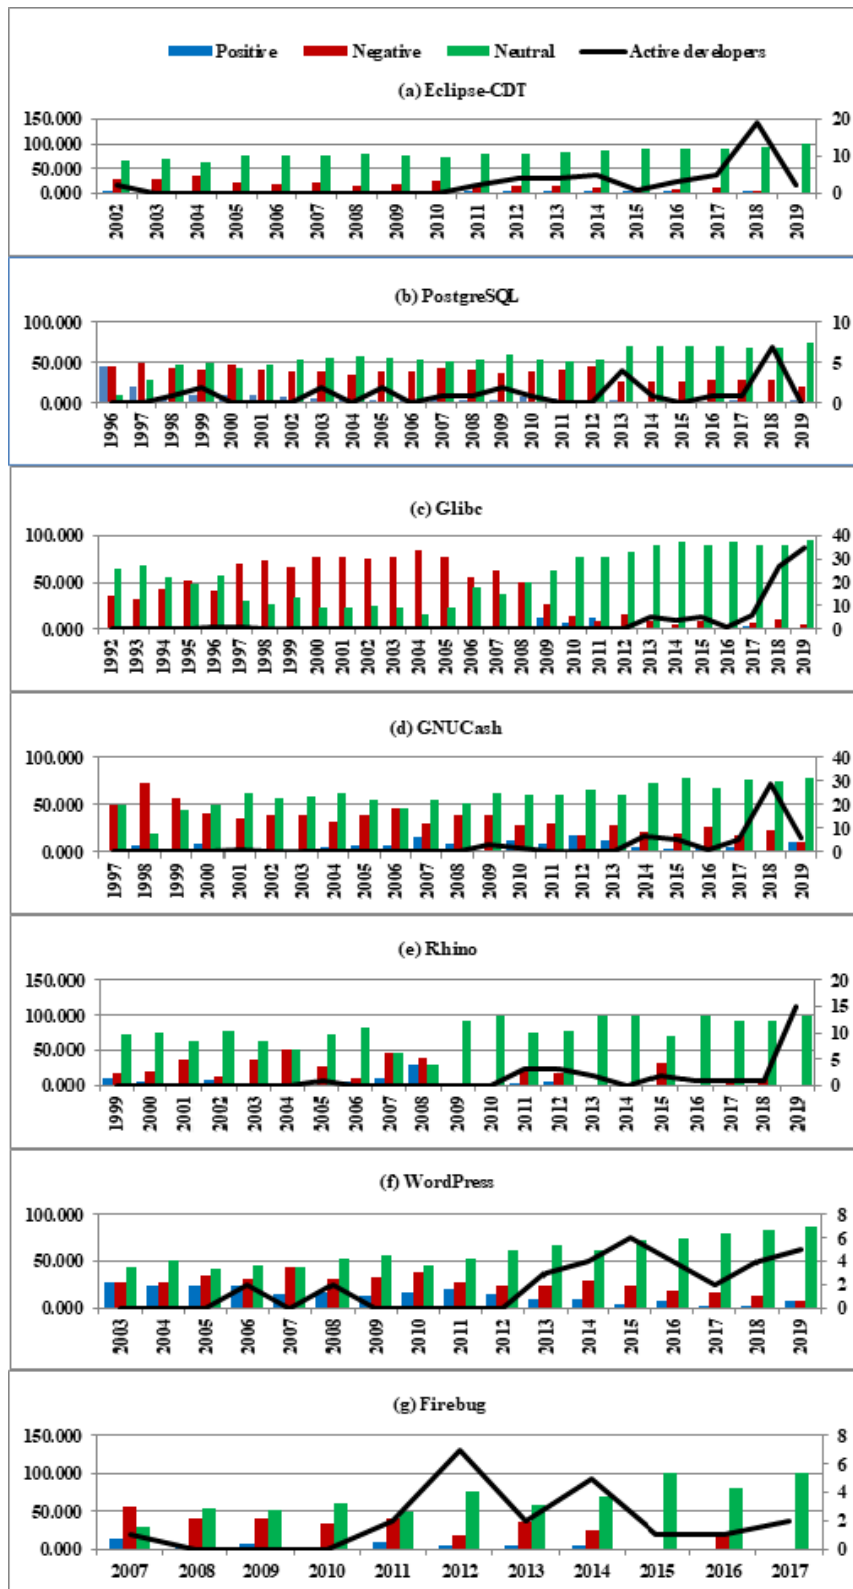 Positive Negative Neutral Active developers
(a) Eclipse-CDT
150.000 20
100.000
50.000 10
0.000 0
2002 2003 2004 2005 2006 2007 2008 2009 2010 2011 2012 2013 2014 2015 2016 2017 2018 2019
(b) PostgreSQL
100.000 10
50.000 5
0.000 0
1996 1997 1998 1999 2000 2001 2002 2003 2004 2005 2006 2007 2008 2009 2010 2011 2012 2013 2014 2015 2016 2017 2018 2019
(c) Glibc
100.000 40
30
50.000 20
10
0.000 0
1992 1993 1994 1995 1996 1997 1998 1999 2000 2001 2002 2003 2004 2005 2006 2007 2008 2009 2010 2011 2012 2013 2014 2015 2016 2017 2018 2019
(d) GNUCash
100.000 40
30
50.000 20
10
0.000 0
1997 1998 1999 2000 2001 2002 2003 2004 2005 2006 2007 2008 2009 2010 2011 2012 2013 2014 2015 2016 2017 2018 2019
(e) Rhino
150.000 20
15
100.000
10
50.000
5
0.000 0
1999 2000 2001 2002 2003 2004 2005 2006 2007 2008 2009 2010 2011 2012 2013 2014 2015 2016 2017 2018 2019
(f) WordPress
100.000 8
6
50.000 4
2
0.000 0
2003 2004 2005 2006 2007 2008 2009 2010 2011 2012 2013 2014 2015 2016 2017 2018 2019
(g) Firebug
150.000 8
6
100.000
4
50.000
2
0.000 0
2007 2008 2009 2010 2011 2012 2013 2014 2015 2016 2017